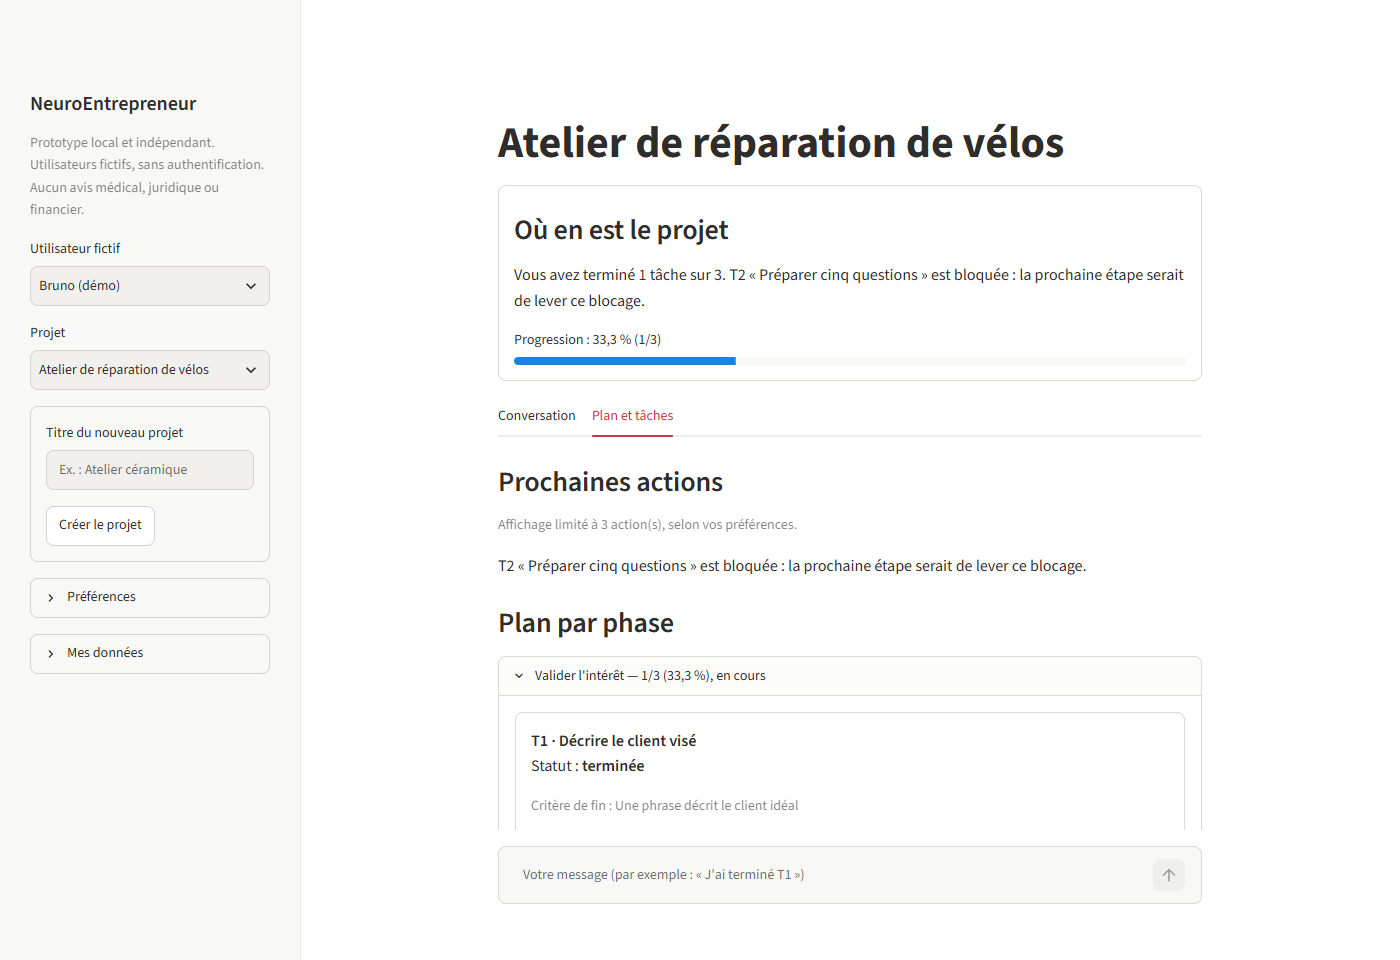 NeuroEntrepreneur
Prototype local et indépendant.
Utilisateurs fictifs, sans authentification.
Aucun avis médical, juridique ou
financier.
Utilisateur fictif
Bruno (démo)
Projet
Atelier de réparation de vélos
Titre du nouveau projet
Ex. : Atelier céramique
Créer le projet
Préférences
Mes données
Atelier de réparation de vélos
Où en est le projet
Vous avez terminé 1 tâche sur 3. T2 « Préparer cinq questions » est bloquée : la prochaine étape serait
de lever ce blocage.
Progression : 33,3 % (1/3)
Conversation
Plan et tâches
Prochaines actions
Affichage limité à 3 action(s), selon vos préférences.
T2 « Préparer cinq questions » est bloquée : la prochaine étape serait de lever ce blocage.
Plan par phase
Valider l'intérêt — 1/3 (33,3 %), en cours
T1 · Décrire le client visé
Statut : terminée
Critère de fin : Une phrase décrit le client idéal
Votre message (par exemple : « J'ai terminé T1 »)